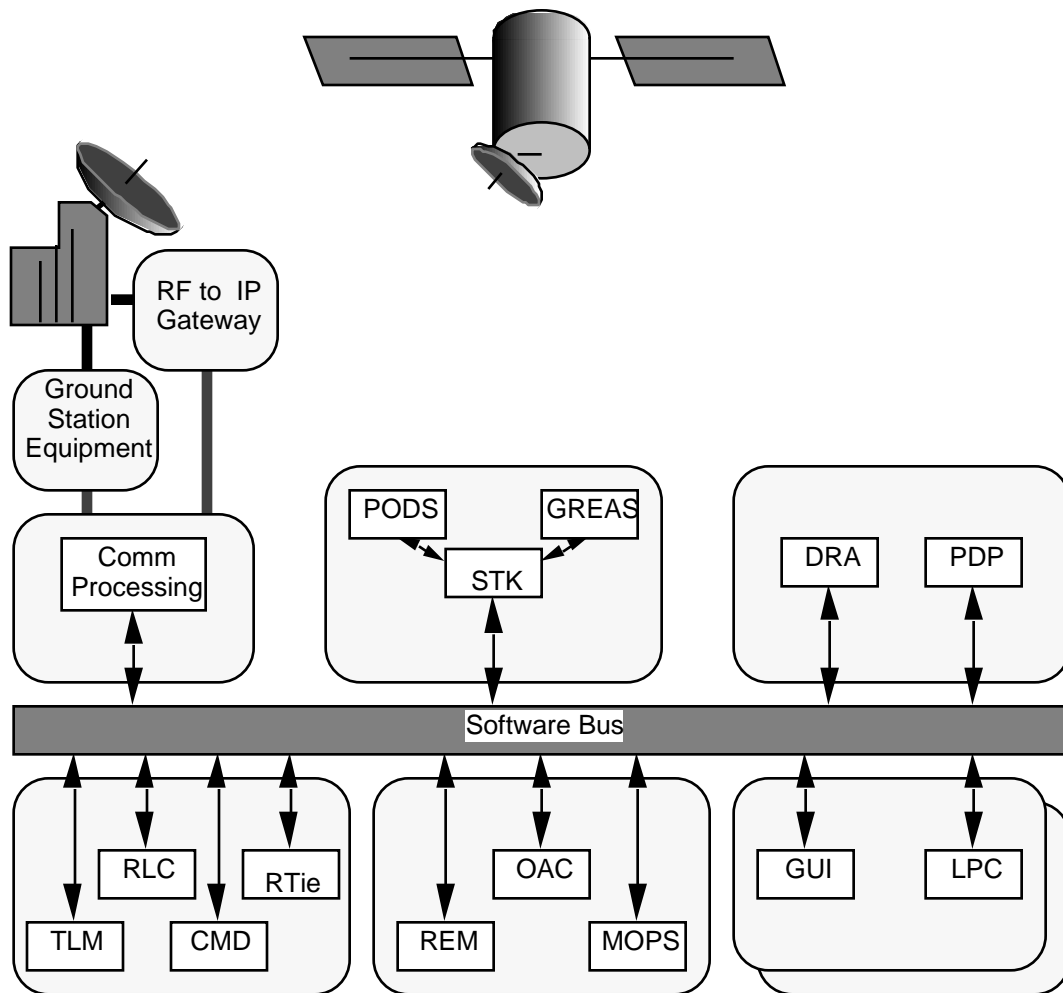 RF to IP
Gateway
Ground
Station
Equipment
PODS
GREAS
STK
Comm
Processing
DRA
PDP
Software Bus
RLC
RTie
TLM
CMD
OAC
REM
MOPS
GUI
LPC